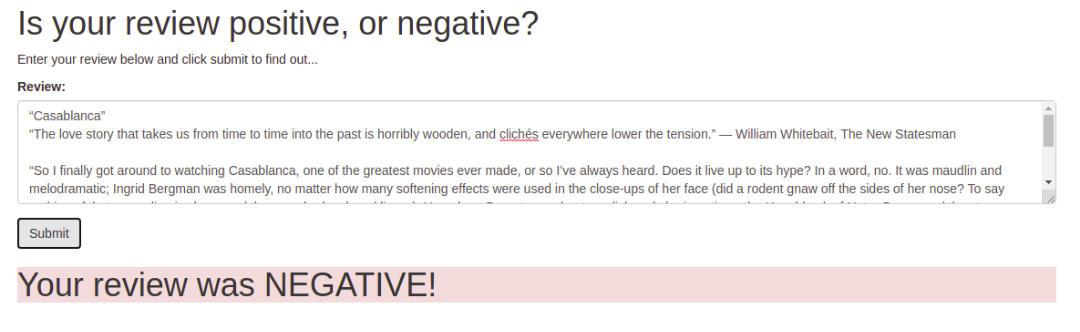 Is your review positive, or negative?
Enter your review below and click submit to find out...
Review:
“Casablanca”
“The love story that takes us from time to time into the past is horribly wooden, and clichés everywhere lower the tension.” — William Whitebait, The New Statesman
“So I finally got around to watching Casablanca, one of the greatest movies ever made, or so I’ve always heard. Does it live up to its hype? In a word, no. It was maudlin and
melodramatic; Ingrid Bergman was homely, no matter how many softening effects were used in the close-ups of her face (did a rodent gnaw off the sides of her nose? To say
Submit
Your review was NEGATIVE!